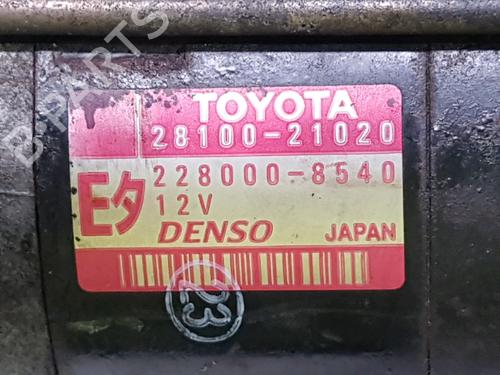 TOYOTA
28100-21020
228000-8540
Eタ
12V
DENSO JAPAN
23
B PARTS